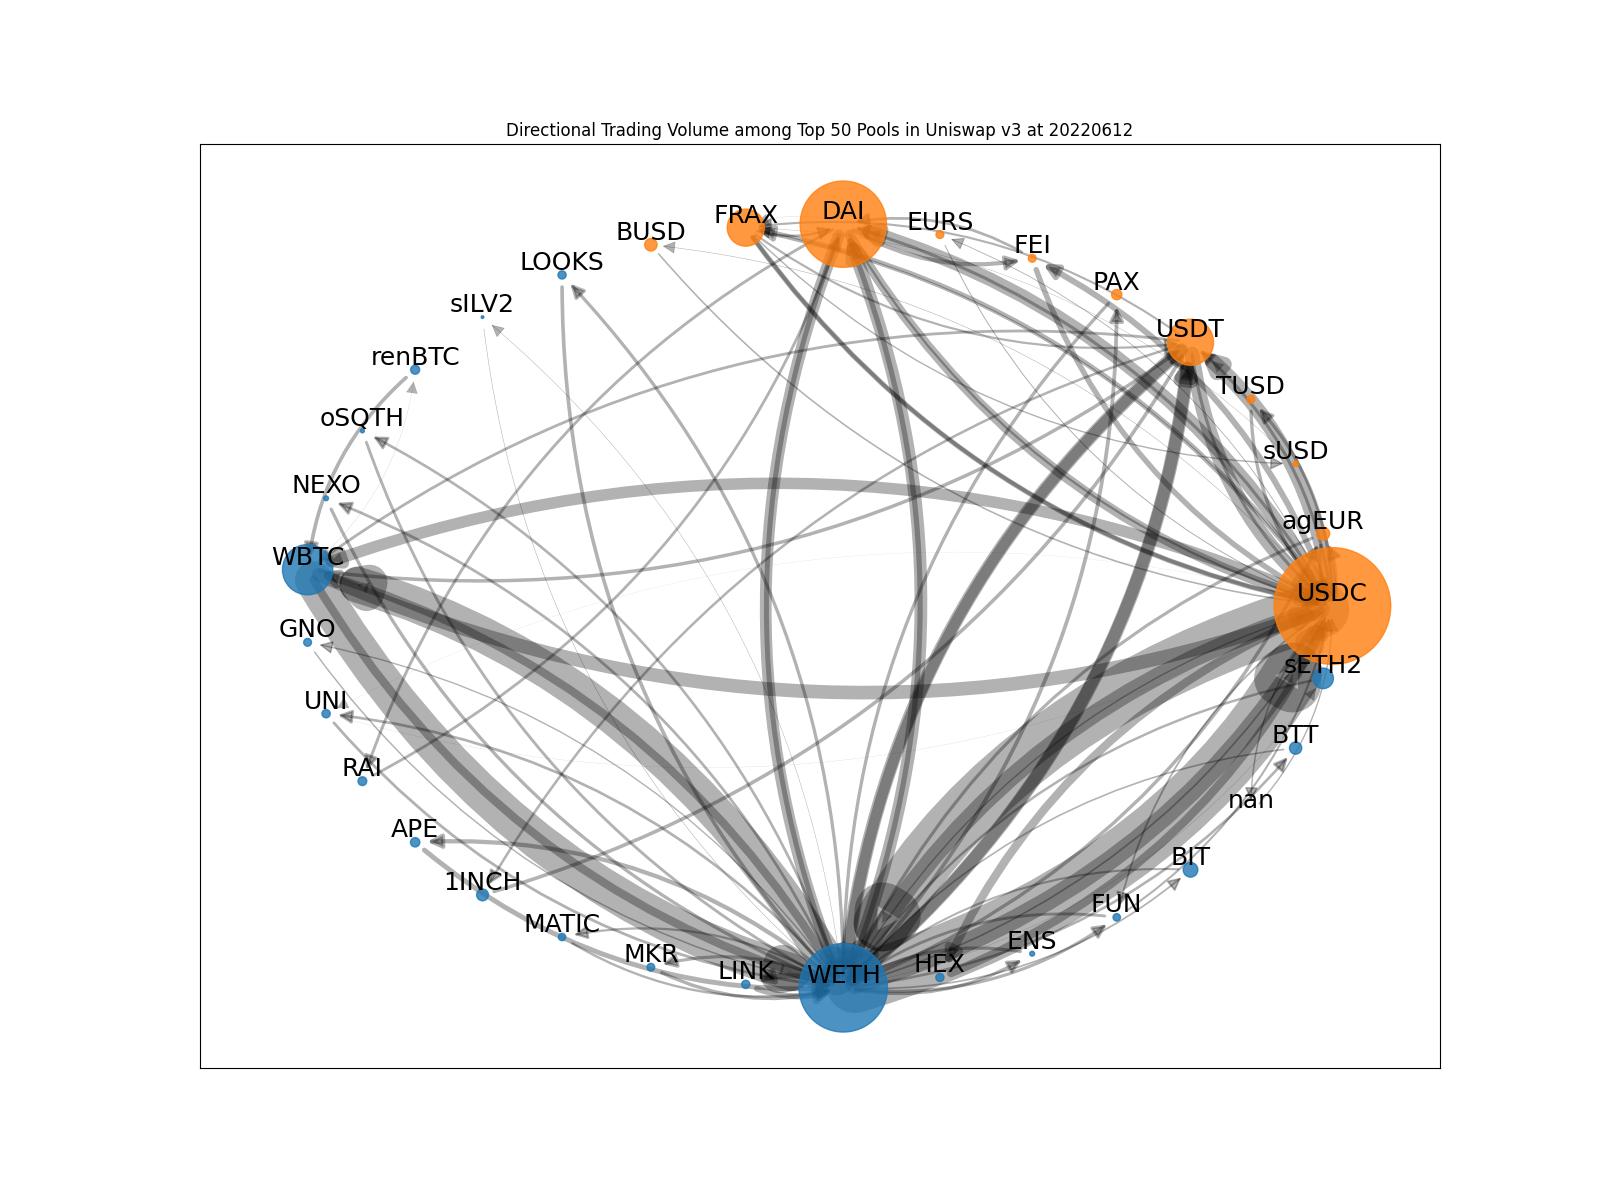 Directional Trading Volume among Top 50 Pools in Uniswap v3 at 20220612
DAI
FRAX
EURS
BUSD
FEI
LOOKS
PAX
sILV2
USDT
renBTC
TUSD
oSQTH
sUSD
NEXO
agEUR
WBTC
USDC
GNO
sETH2
UNI
BTT
RAI
nan
APE
BIT
1INCH
FUN
MATIC
ENS
MKR
HEX
LINK
WETH